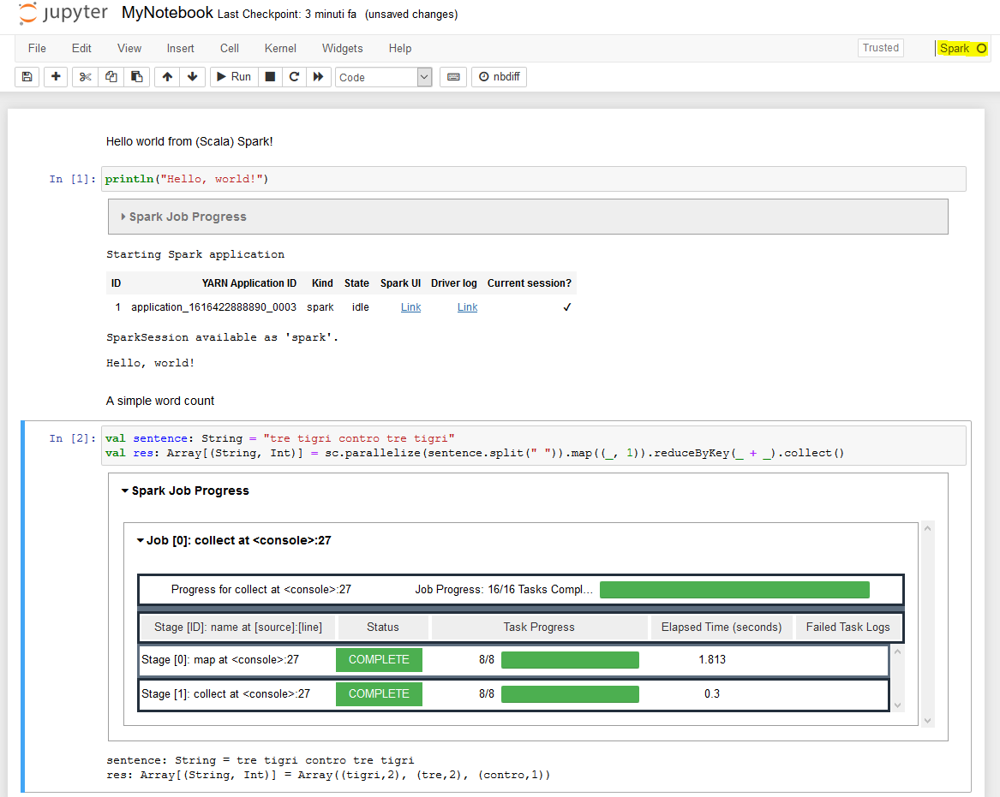 jupyter MyNotebook Last Checkpoint: 3 minuti fa (unsaved changes)
File Edit View Insert Cell Kernel Widgets Help Trusted Spark
Run Code nbdiff
Hello world from (Scala) Spark!
In [1]: println("Hello, world!")
Spark Job Progress
Starting Spark application
ID YARN Application ID Kind State Spark UI Driver log Current session?
1 application_1616422888890_0003 spark idle Link Link ✓
SparkSession available as 'spark'.
Hello, world!
A simple word count
In [2]: val sentence: String = "tre tigri contro tre tigri"
val res: Array[(String, Int)] = sc.parallelize(sentence.split(" ")).map((_, 1)).reduceByKey(_ + _).collect()
Spark Job Progress
Job [0]: collect at <console>:27
Progress for collect at <console>:27 Job Progress: 16/16 Tasks Compl...
Stage [ID]: name at [source]:[line] Status Task Progress Elapsed Time (seconds) Failed Task Logs
Stage [0]: map at <console>:27 COMPLETE 8/8 1.813
Stage [1]: collect at <console>:27 COMPLETE 8/8 0.3
sentence: String = tre tigri contro tre tigri
res: Array[(String, Int)] = Array((tigri,2), (tre,2), (contro,1))